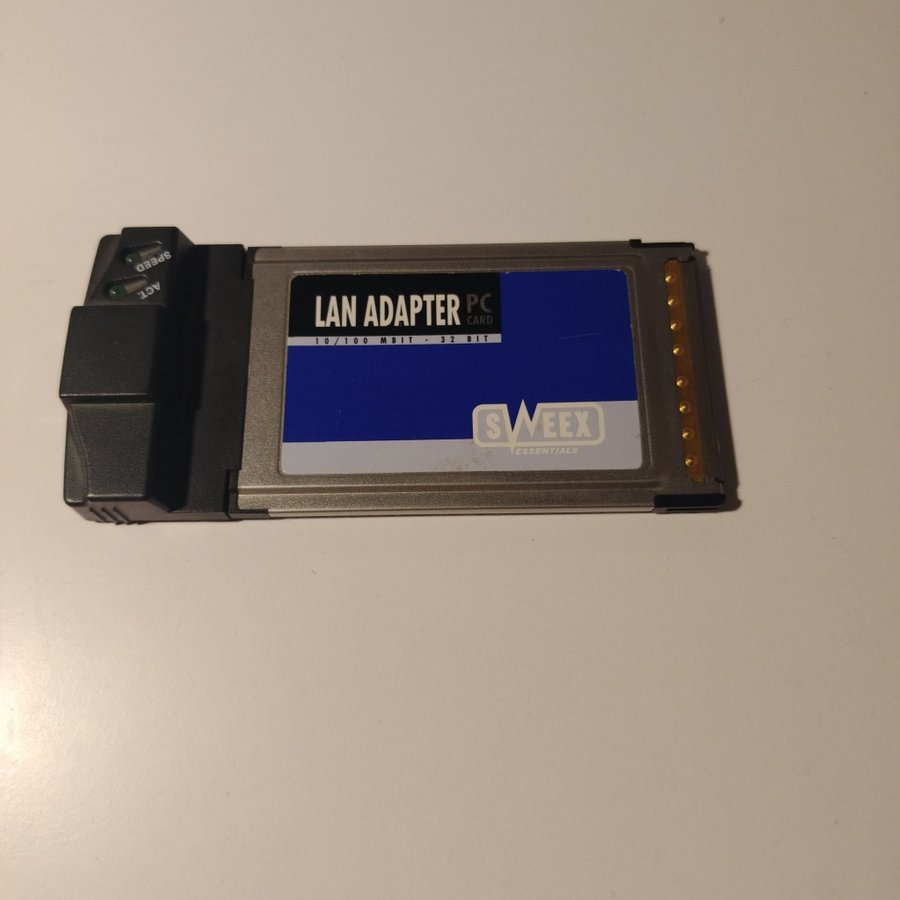 SPEED
ACT.
LAN ADAPTER PC
CARD
10/100 MBIT - 32 BIT
SWEEX
ESSENTIALS